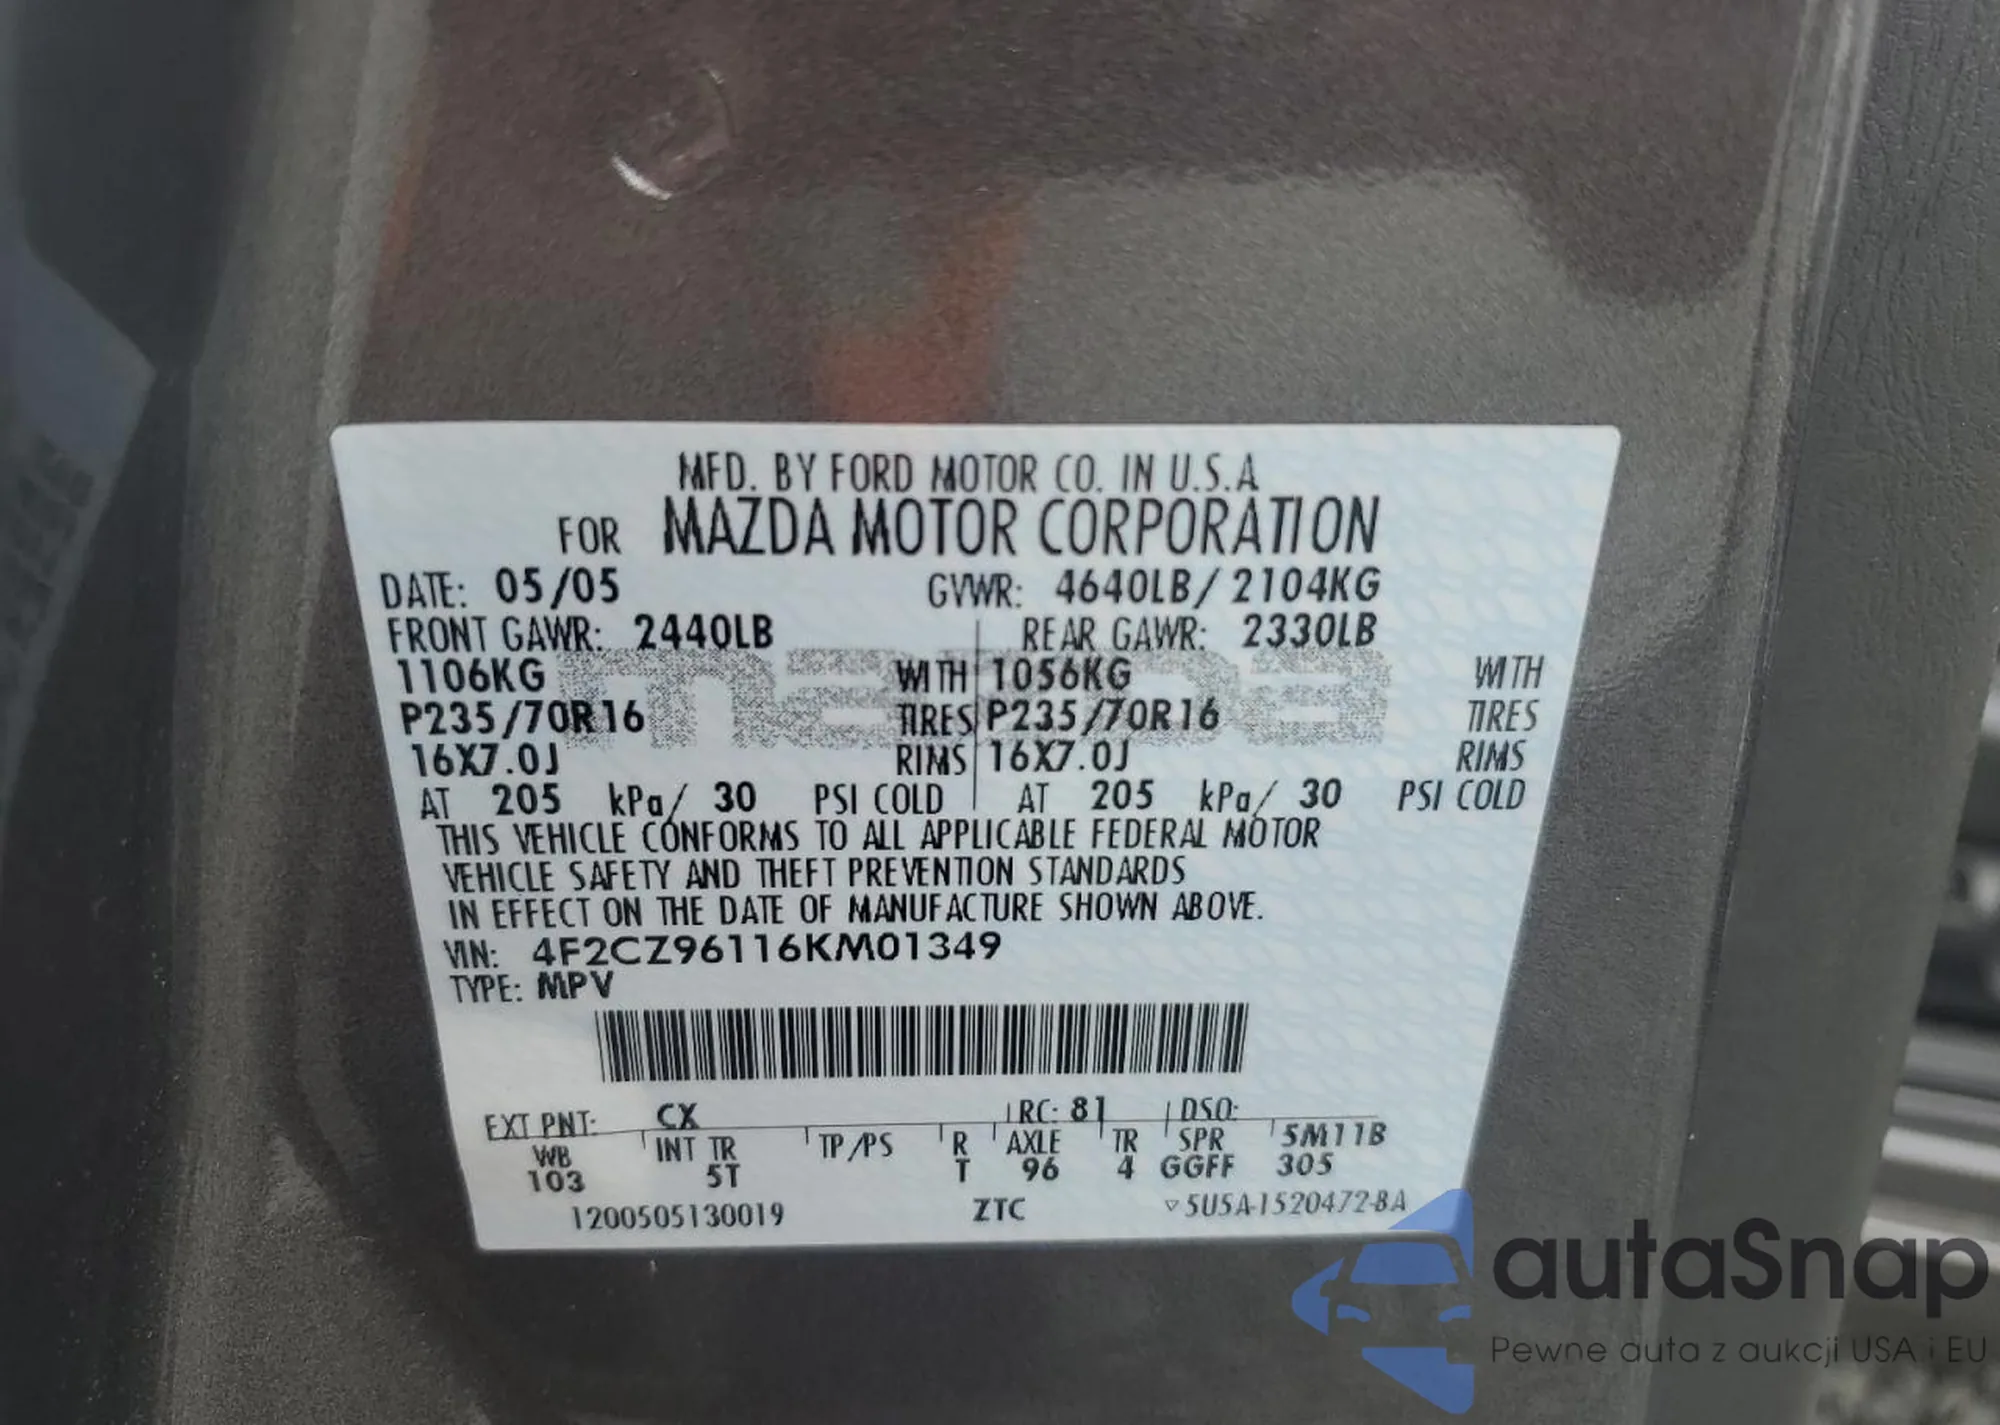 MFD. BY FORD MOTOR CO. IN U.S.A
FOR MAZDA MOTOR CORPORATION
DATE: 05/05 GVWR: 4640LB/ 2104KG
FRONT GAWR: 2440LB REAR GAWR: 2330LB
1106KG WITH 1056KG WITH
P235/70R16 TIRES P235/70R16 TIRES
16X7.0J RIMS 16X7.0J RIMS
AT 205 kPa/ 30 PSI COLD AT 205 kPa/ 30 PSI COLD
THIS VEHICLE CONFORMS TO ALL APPLICABLE FEDERAL MOTOR
VEHICLE SAFETY AND THEFT PREVENTION STANDARDS
IN EFFECT ON THE DATE OF MANUFACTURE SHOWN ABOVE.
VIN: 4F2CZ96116KM01349
TYPE: MPV
EXT PNT: CX RC: 81 DSO:
WB INT TR TP/PS R AXLE TR SPR 5M11B
103 5T T 96 4 GGFF 305
1200505130019 ZTC 5U5A-1520472-BA
autaSnap
Pewne auta z aukcji USA i EU